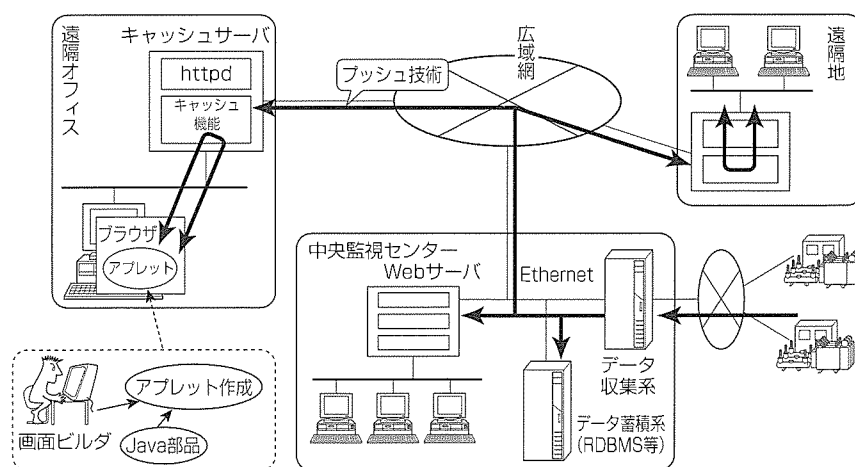 遠隔オフィス
キャッシュサーバ
httpd
キャッシュ
機能
ブラウザ
アプレット
プッシュ技術
広域網
遠隔地
中央監視センター
Webサーバ
Ethernet
データ
収集系
データ蓄積系
(RDBMS等)
アプレット作成
画面ビルダ
Java部品